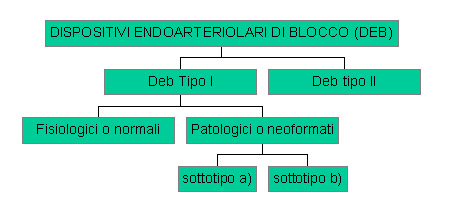 DISPOSITIVI ENDOARTERIOLARI DI BLOCCO (DEB)
Deb Tipo I
Deb tipo II
Fisiologici o normali
Patologici o neoformati
sottotipo a)
sottotipo b)